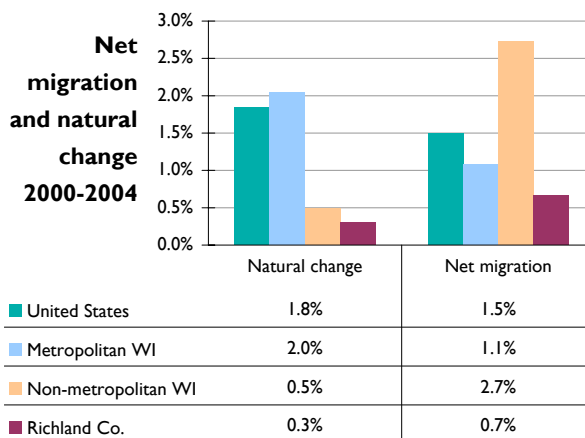 Net
migration
and natural
change
2000-2004
3.0%
2.5%
2.0%
1.5%
1.0%
0.5%
0.0%
Natural change Net migration
United States 1.8% 1.5%
Metropolitan WI 2.0% 1.1%
Non-metropolitan WI 0.5% 2.7%
Richland Co. 0.3% 0.7%